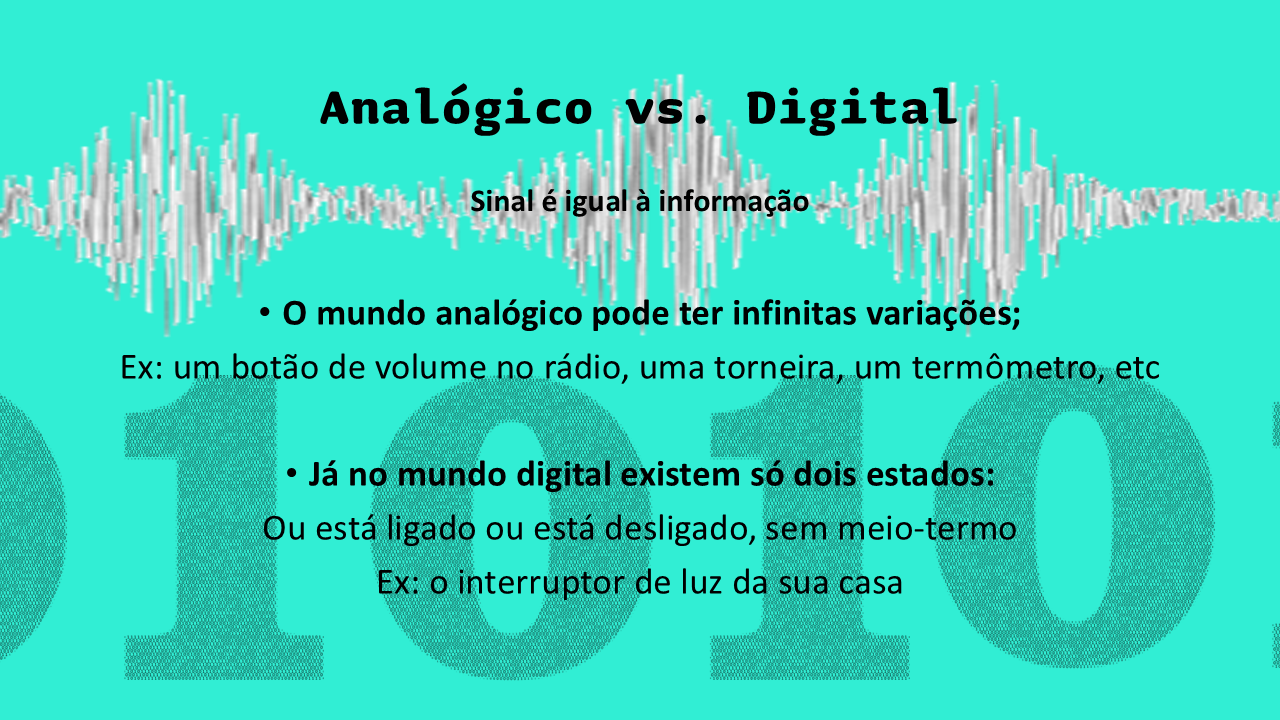 Analógico vs. Digital
Sinal é igual à informação
• O mundo analógico pode ter infinitas variações;
Ex: um botão de volume no rádio, uma torneira, um termômetro, etc
• Já no mundo digital existem só dois estados:
Ou está ligado ou está desligado, sem meio-termo
Ex: o interruptor de luz da sua casa
01010